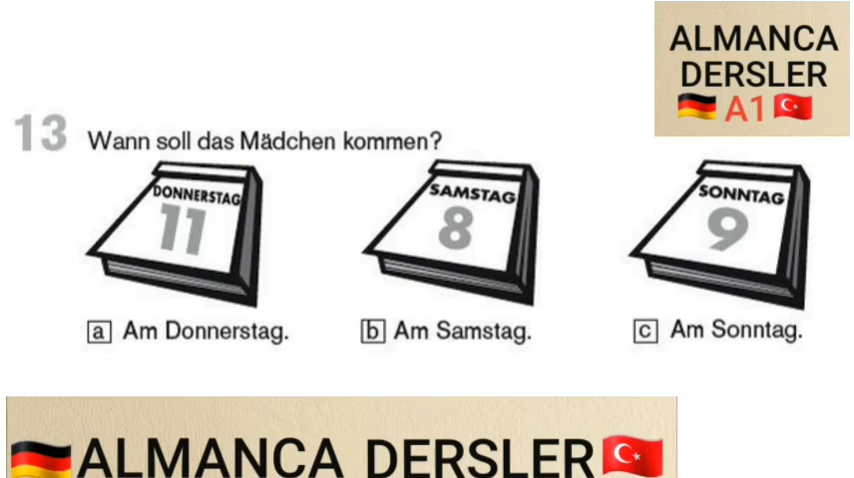 ALMANCA
DERSLER
A1
13 Wann soll das Mädchen kommen?
DONNERSTAG
11
SAMSTAG
8
SONNTAG
9
a Am Donnerstag.
b Am Samstag.
c Am Sonntag.
ALMANCA DERSLER